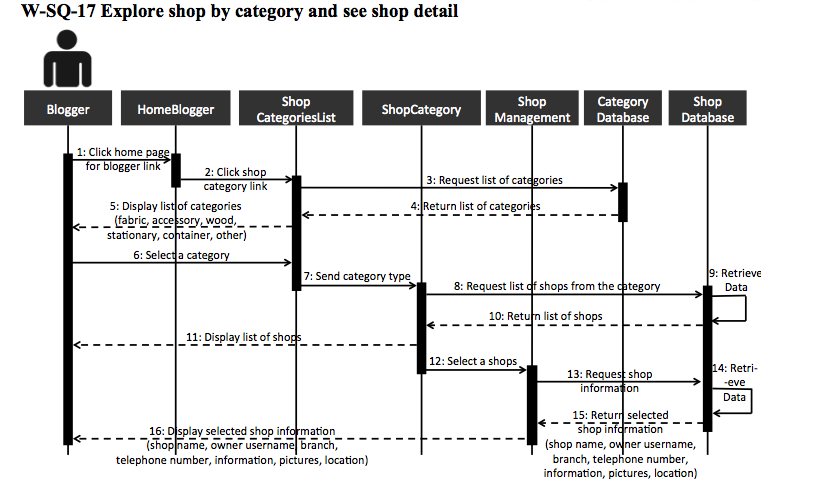 W-SQ-17 Explore shop by category and see shop detail
Blogger
HomeBlogger
Shop
CategoriesList
ShopCategory
Shop
Management
Category
Database
Shop
Database
1: Click home page
for blogger link
2: Click shop
category link
3: Request list of categories
4: Return list of categories
5: Display list of categories
(fabric, accessory, wood,
stationary, container, other)
6: Select a category
7: Send category type
8: Request list of shops from the category
9: Retrieve
Data
10: Return list of shops
11: Display list of shops
12: Select a shops
13: Request shop
information
14: Retri-
-eve
Data
15: Return selected
shop information
(shop name, owner username,
branch, telephone number,
information, pictures, location)
16: Display selected shop information
(shop name, owner username, branch,
telephone number, information, pictures, location)